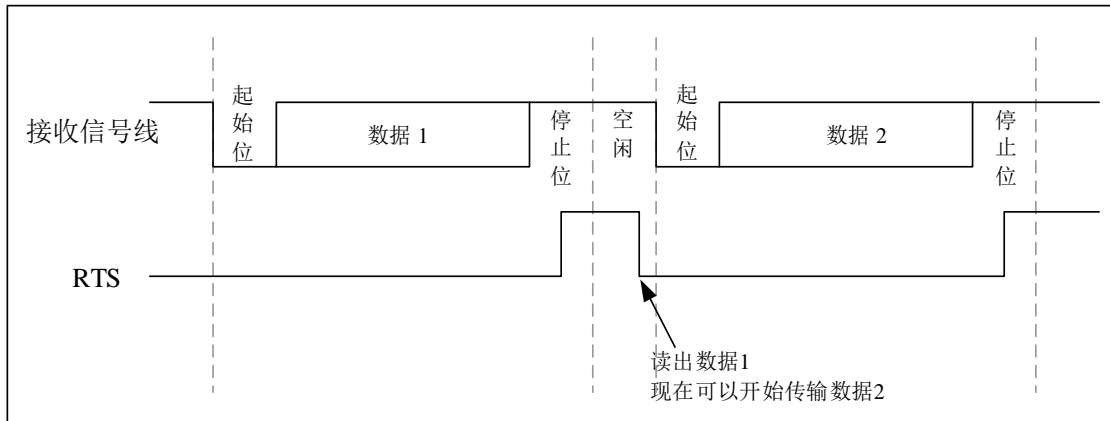 接收信号线
起始位
数据 1
停止位
空闲
起始位
数据 2
停止位
RTS
读出数据1
现在可以开始传输数据2